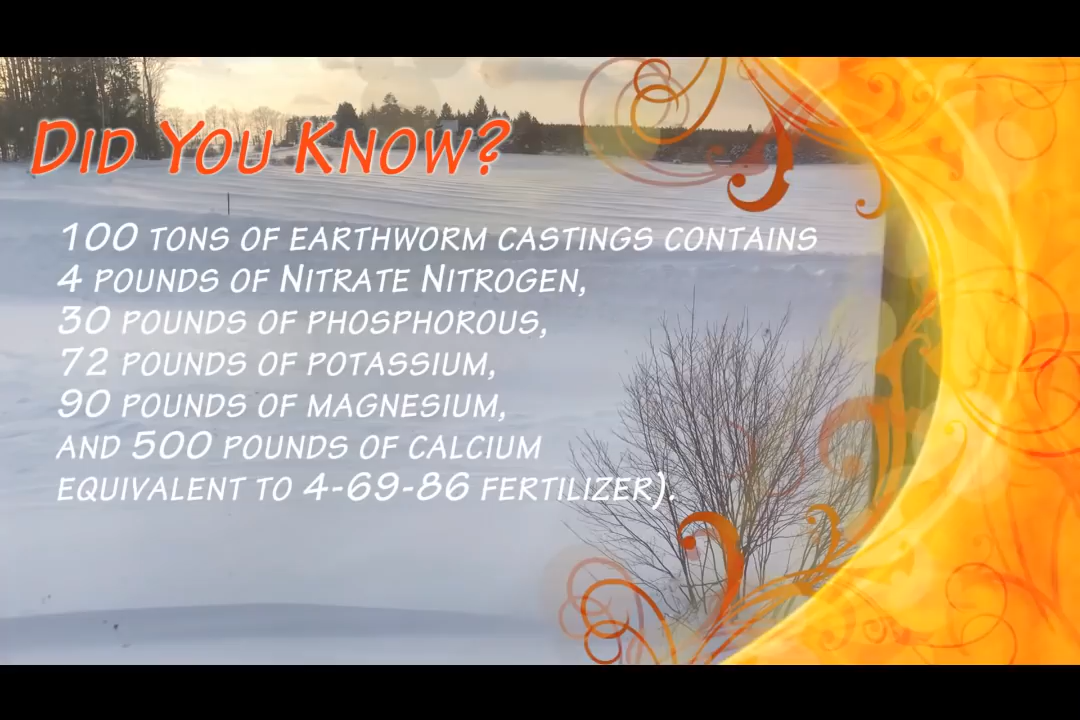 Did You Know?
100 tons of earthworm castings contains
4 pounds of Nitrate Nitrogen,
30 pounds of phosphorous,
72 pounds of potassium,
90 pounds of magnesium,
and 500 pounds of calcium
equivalent to 4-69-86 fertilizer).